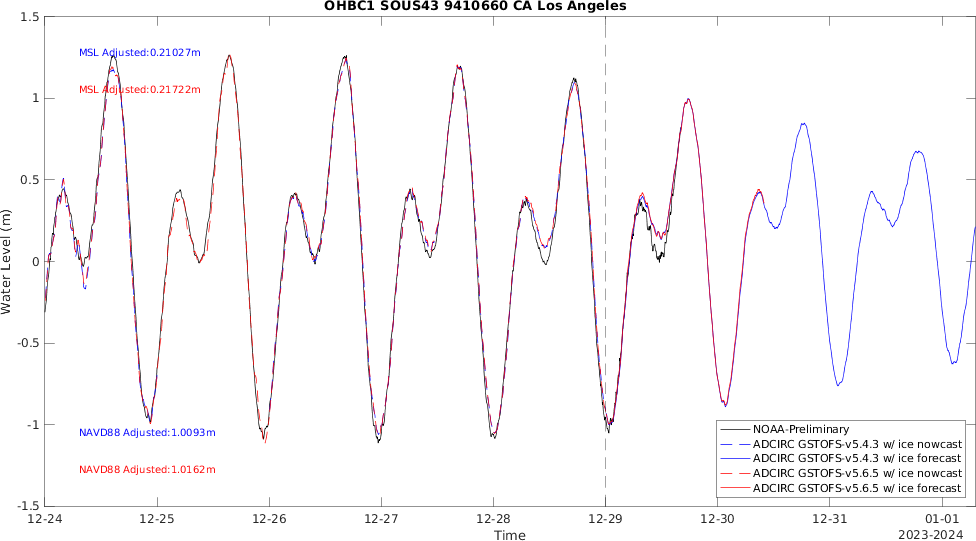 OHBC1 SOUS43 9410660 CA Los Angeles
1.5
1
0.5
0
-0.5
-1
-1.5
Water Level (m)
MSL Adjusted:0.21027m
MSL Adjusted:0.21722m
NAVD88 Adjusted:1.0093m
NAVD88 Adjusted:1.0162m
NOAA-Preliminary
ADCIRC GSTOFS-v5.4.3 w/ ice nowcast
ADCIRC GSTOFS-v5.4.3 w/ ice forecast
ADCIRC GSTOFS-v5.6.5 w/ ice nowcast
ADCIRC GSTOFS-v5.6.5 w/ ice forecast
12-24 12-25 12-26 12-27 12-28 12-29 12-30 12-31 01-01
Time
2023-2024